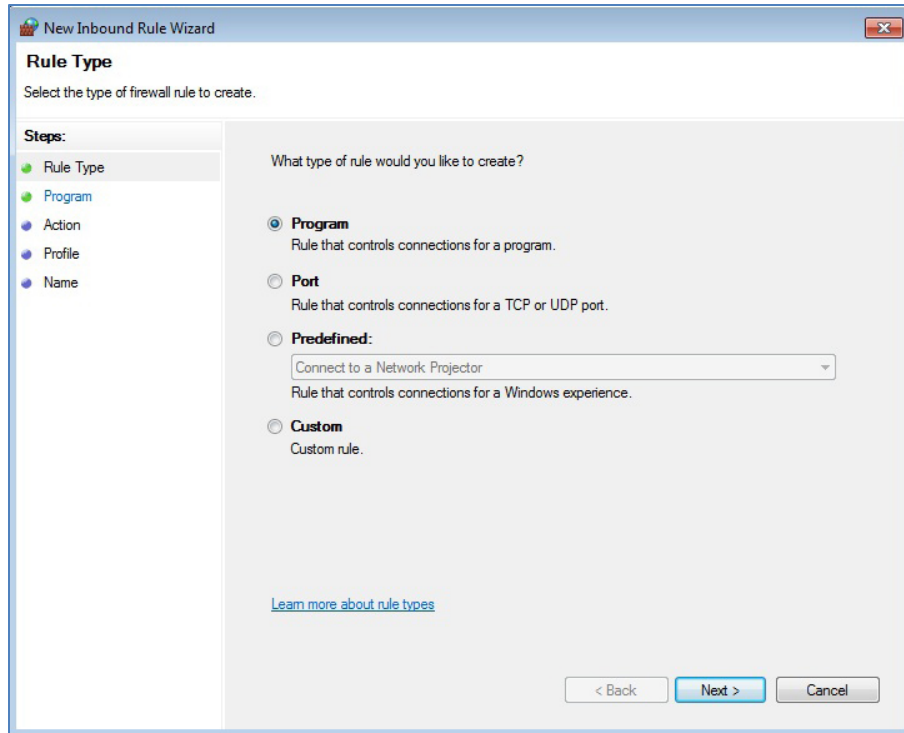 New Inbound Rule Wizard
Rule Type
Select the type of firewall rule to create.
Steps:
Rule Type
Program
Action
Profile
Name
What type of rule would you like to create?
Program
Rule that controls connections for a program.
Port
Rule that controls connections for a TCP or UDP port.
Predefined:
Connect to a Network Projector
Rule that controls connections for a Windows experience.
Custom
Custom rule.
Learn more about rule types
< Back Next > Cancel